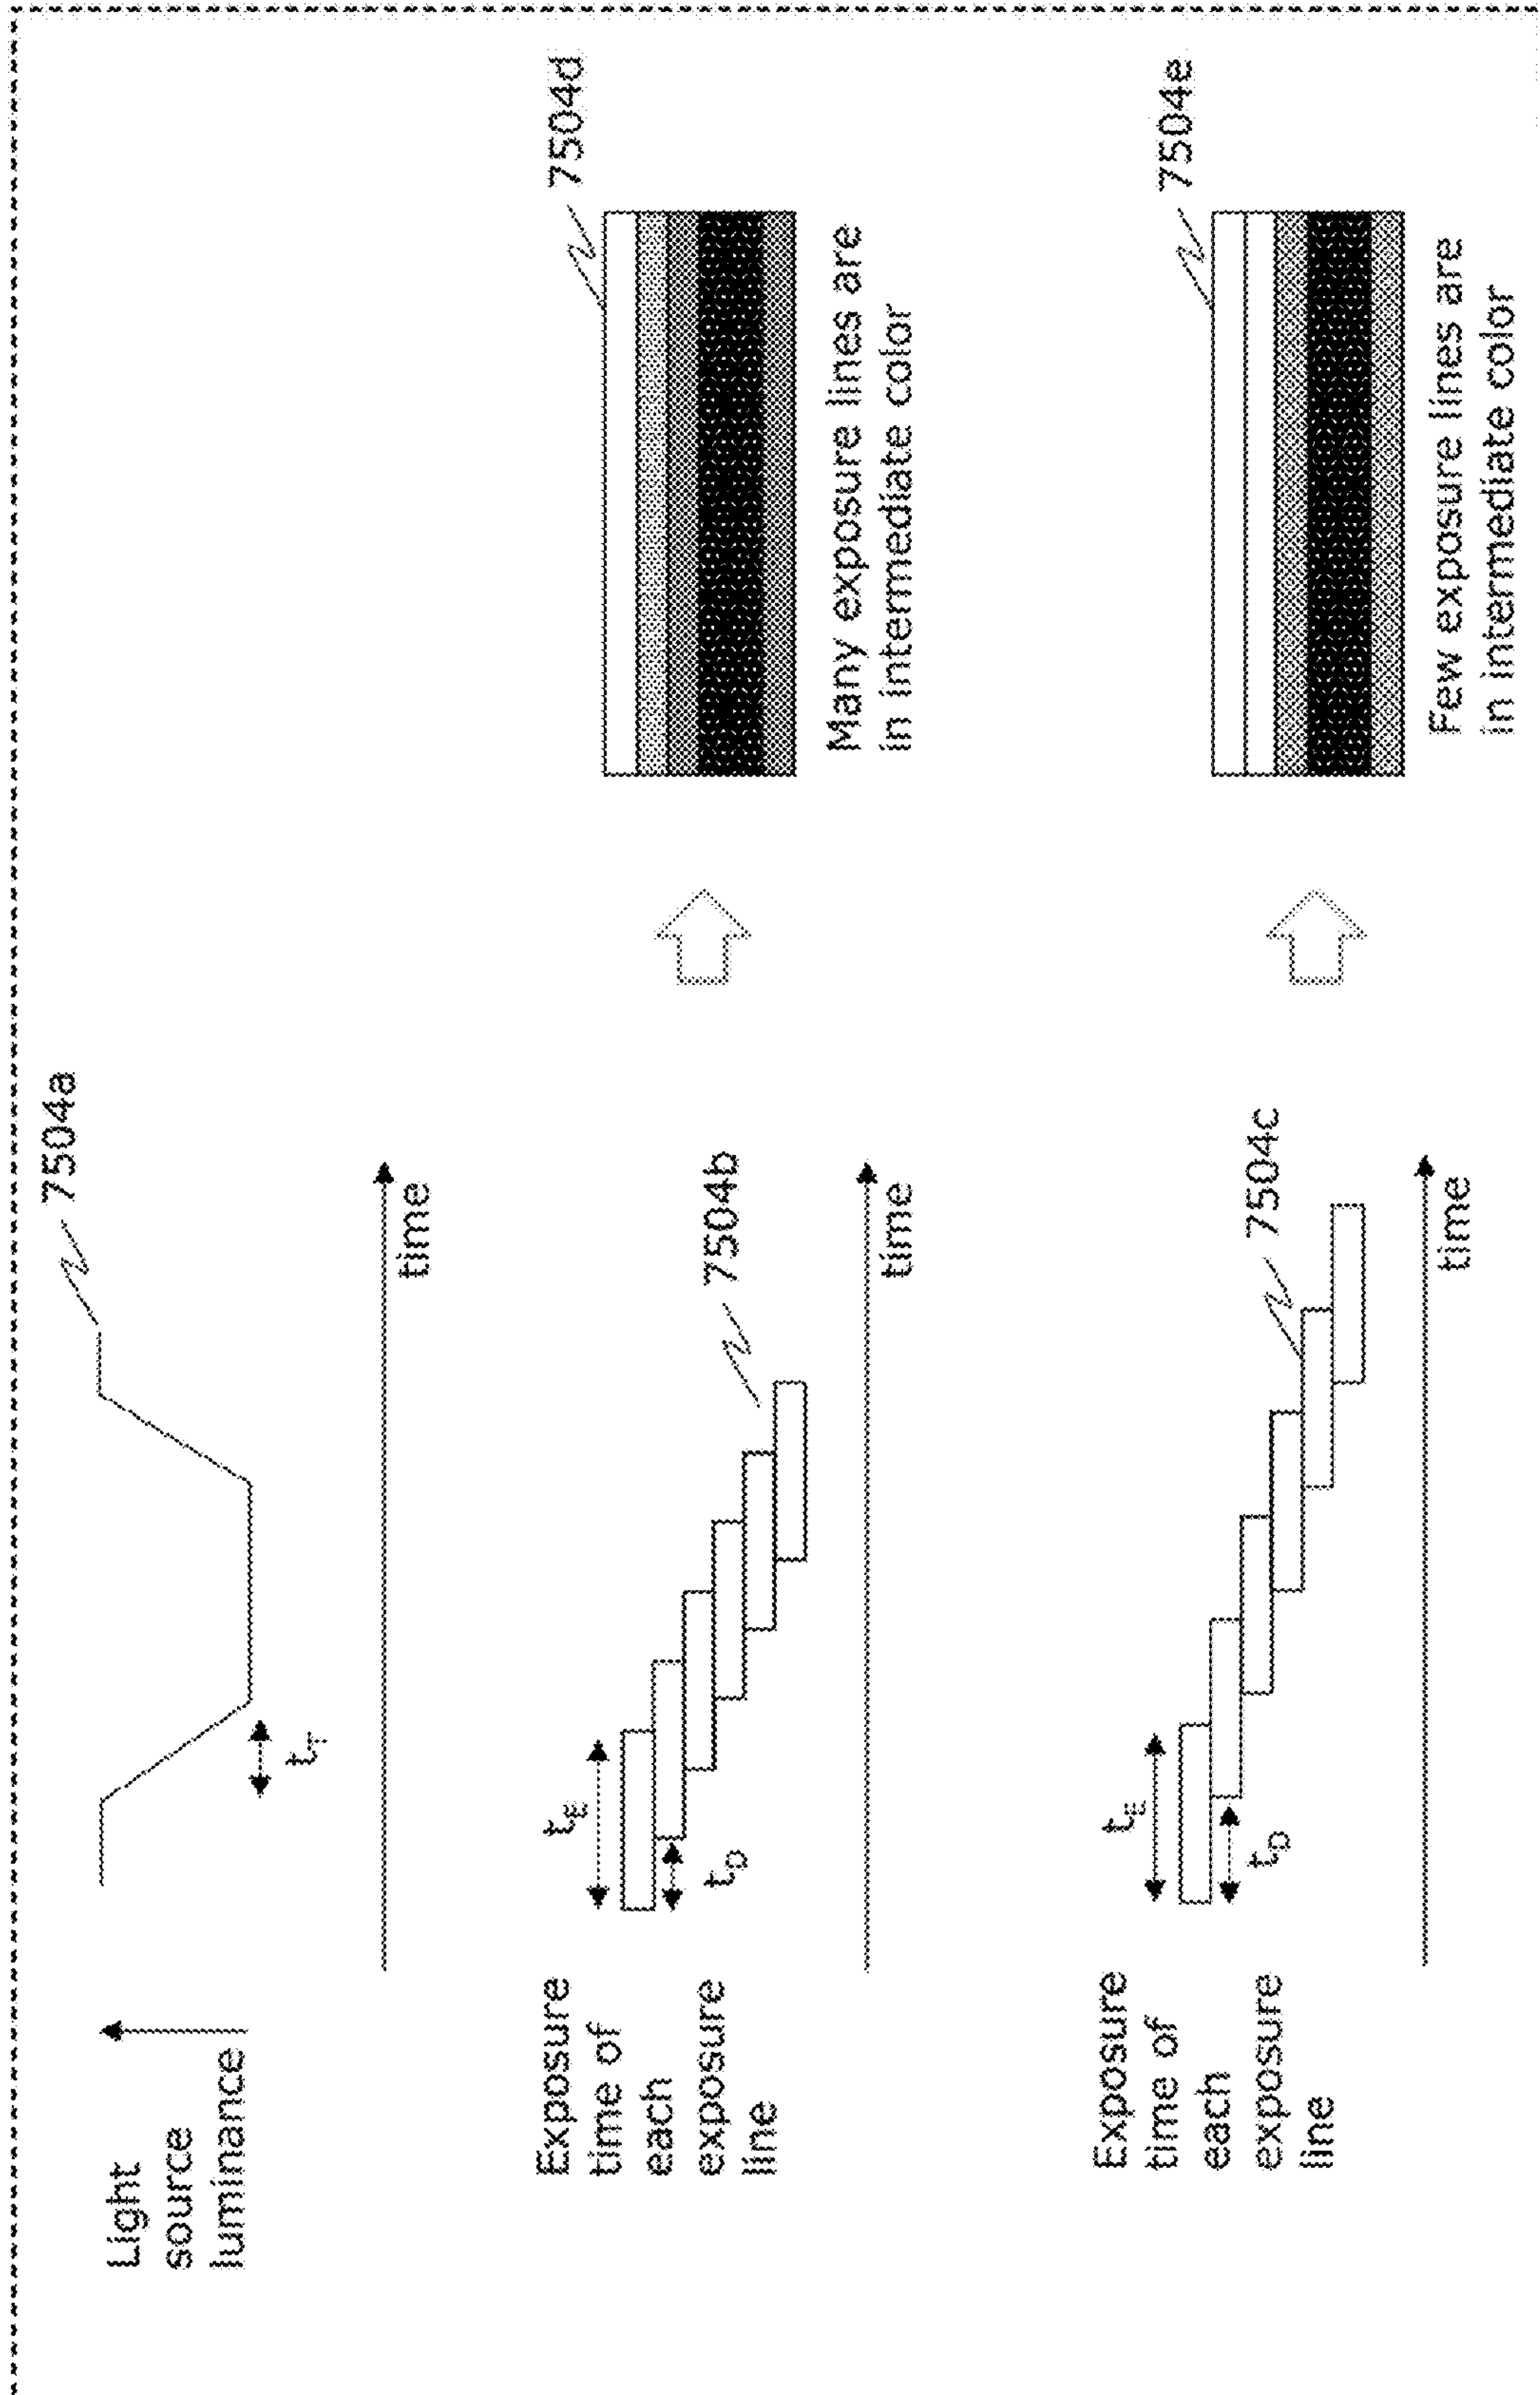 Light
source
luminance
7504a
t_T
time
Exposure
time of
each
exposure
line
t_E
t_D
7504b
time
7504d
Many exposure lines are
in intermediate color
Exposure
time of
each
exposure
line
t_E
t_D
7504c
time
7504e
Few exposure lines are
in intermediate color